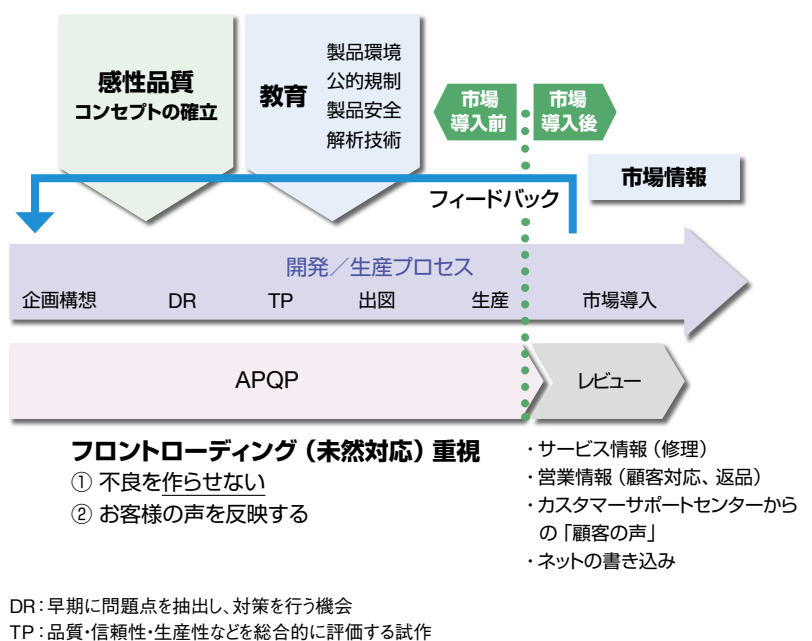 感性品質
コンセプトの確立
教育
製品環境
公的規制
製品安全
解析技術
市場
導入前
市場
導入後
市場情報
フィードバック
開発／生産プロセス
企画構想
DR
TP
出図
生産
市場導入
APQP
レビュー
フロントローディング（未然対応）重視
① 不良を作らせない
② お客様の声を反映する
・サービス情報（修理）
・営業情報（顧客対応、返品）
・カスタマーサポートセンターから
の「顧客の声」
・ネットの書き込み
DR：早期に問題点を抽出し、対策を行う機会
TP：品質・信頼性・生産性などを総合的に評価する試作